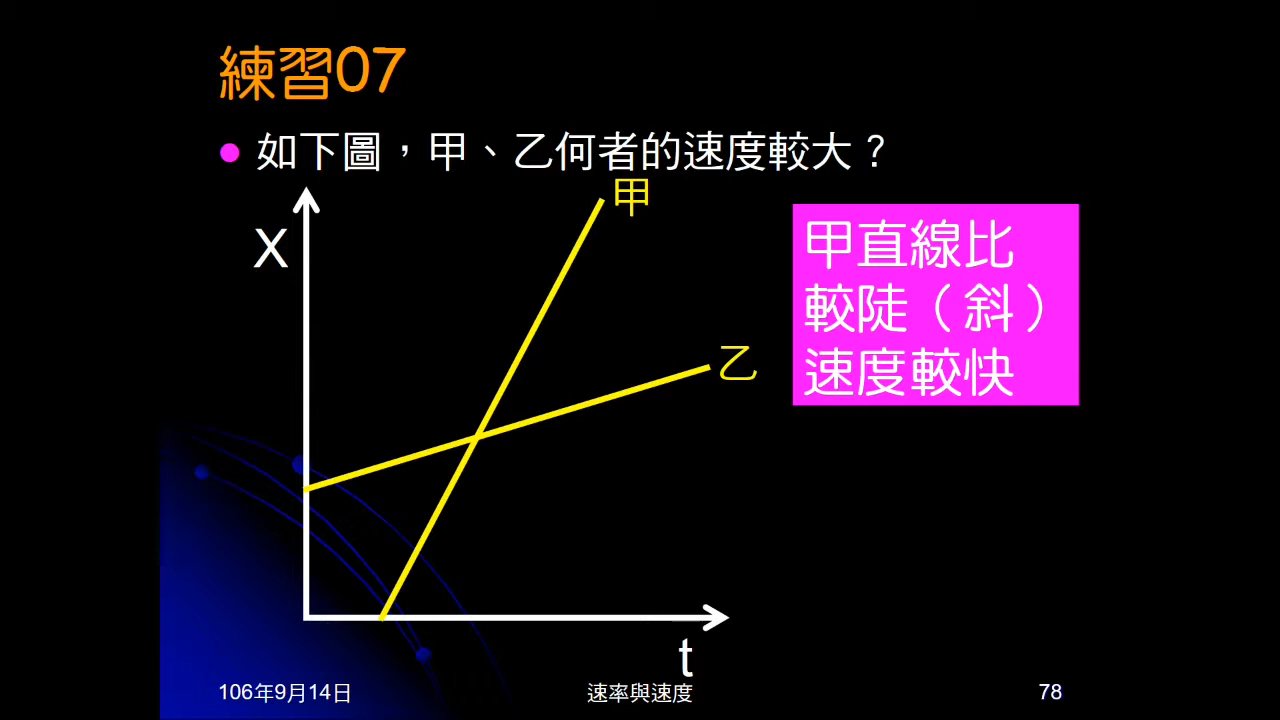 練習07
如下圖，甲、乙何者的速度較大？
甲
X
甲直線比
較陡（斜）
速度較快
乙
t
106年9月14日
速率與速度
78